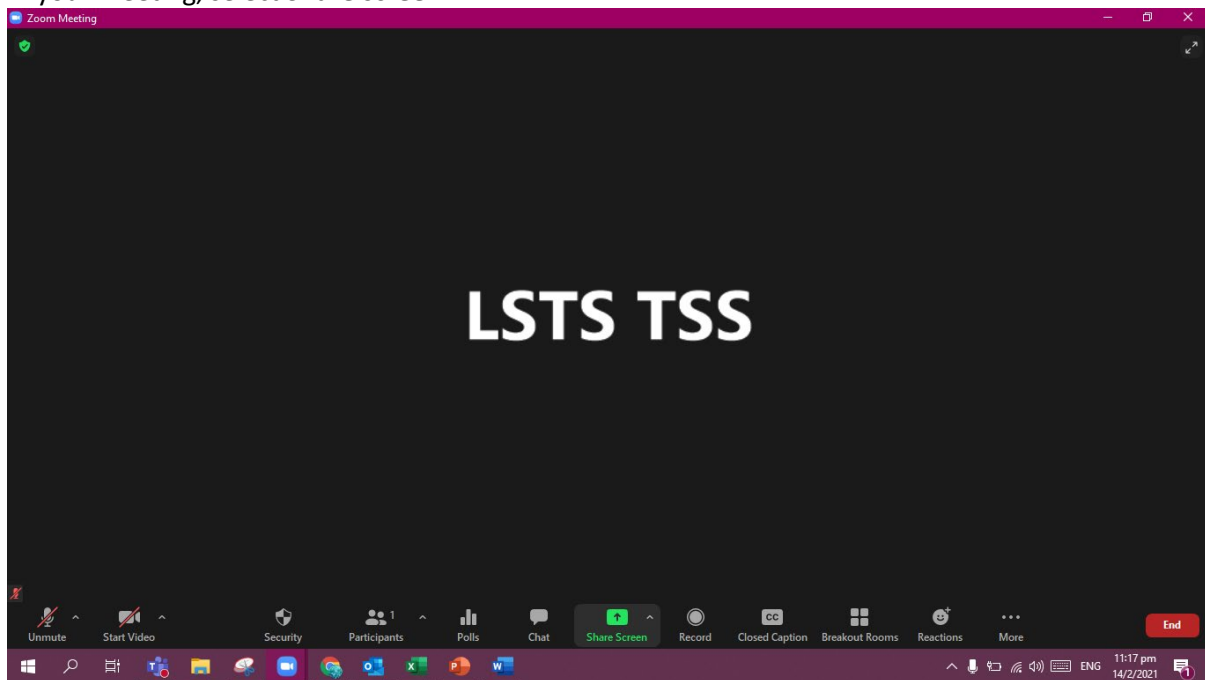 Zoom Meeting
LSTS TSS
1
Unmute Start Video Security Participants Polls Chat Share Screen Record CC Closed Caption Breakout Rooms Reactions More End
ENG 11:17 pm
14/2/2021 1